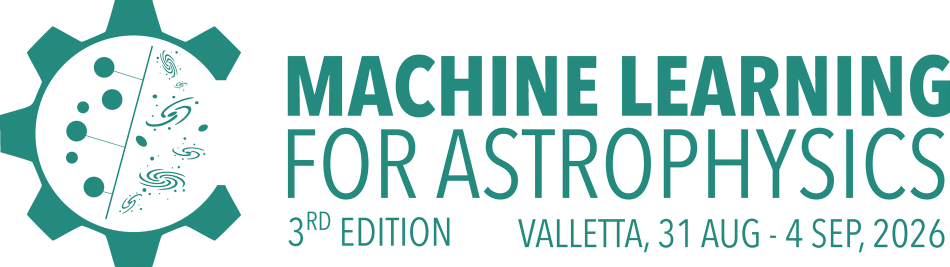 MACHINE LEARNING
FOR ASTROPHYSICS
3RD EDITION VALLETTA, 31 AUG - 4 SEP, 2026